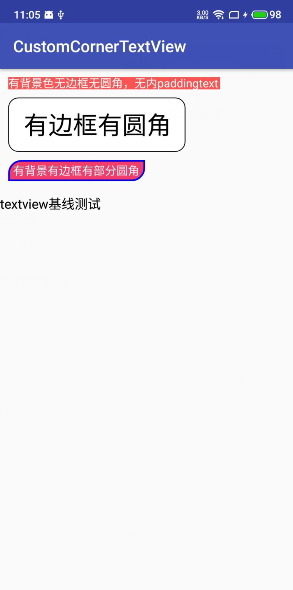 11:05 3.00 KB/S 98
CustomCornerTextView
有背景色无边框无圆角，无内paddingtext
有边框有圆角
有背景有边框有部分圆角
textview基线测试